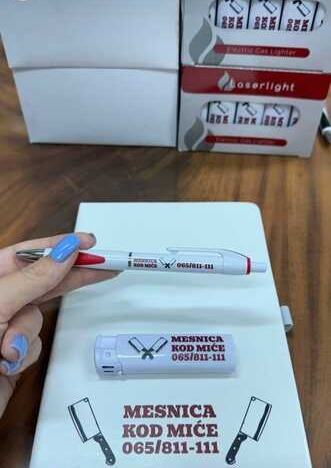 Electric Gas Lighter
Laserlight
Electric Gas Lighter
MESNICA
KOD MIĆE 065/811-111
MESNICA
KOD MIĆE
065/811-111
MESNICA
KOD MIĆE
065/811-111